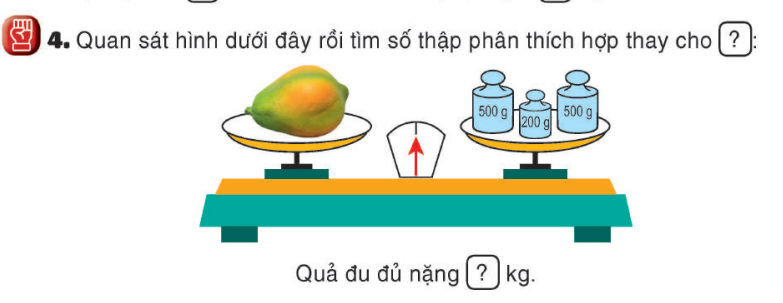 4. Quan sát hình dưới đây rồi tìm số thập phân thích hợp thay cho ? :
500 g 200 g 500 g
Quả đu đủ nặng ? kg.